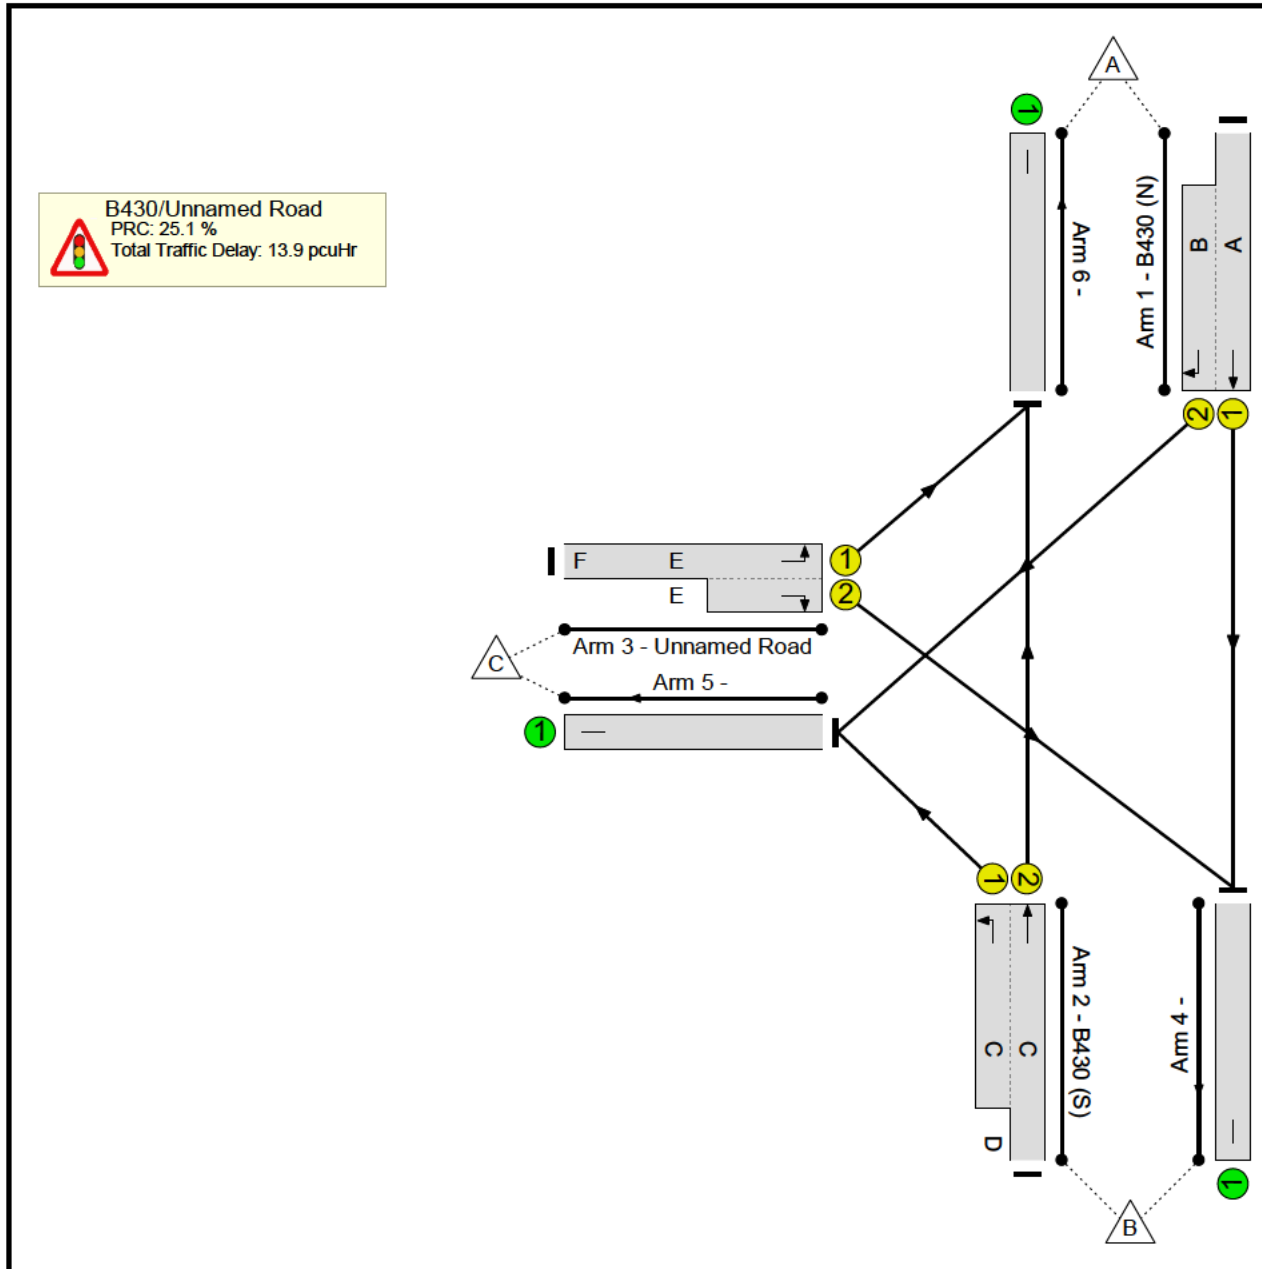 A
1
Arm 6 -
Arm 1 - B430 (N)
B
A
2
1
B430/Unnamed Road
PRC: 25.1 %
Total Traffic Delay: 13.9 pcuHr
F
E
1
E
2
Arm 3 - Unnamed Road
C
Arm 5 -
1
1
2
C
C
D
Arm 2 - B430 (S)
Arm 4 -
1
B